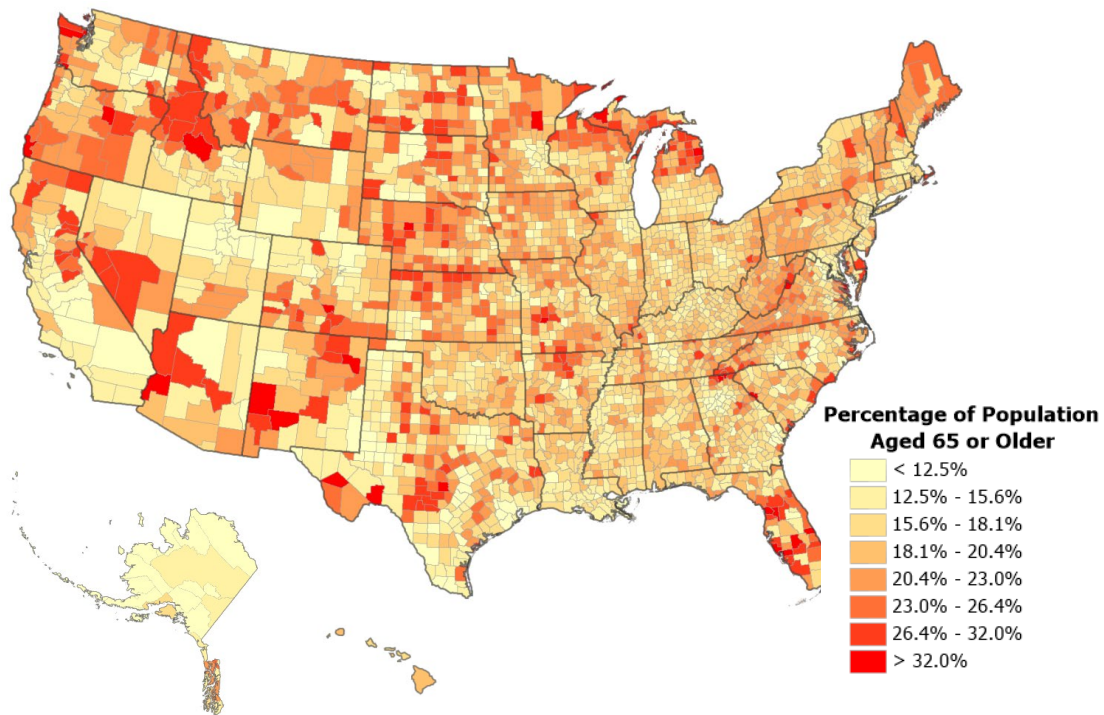 Percentage of Population
Aged 65 or Older
< 12.5%
12.5% - 15.6%
15.6% - 18.1%
18.1% - 20.4%
20.4% - 23.0%
23.0% - 26.4%
26.4% - 32.0%
> 32.0%